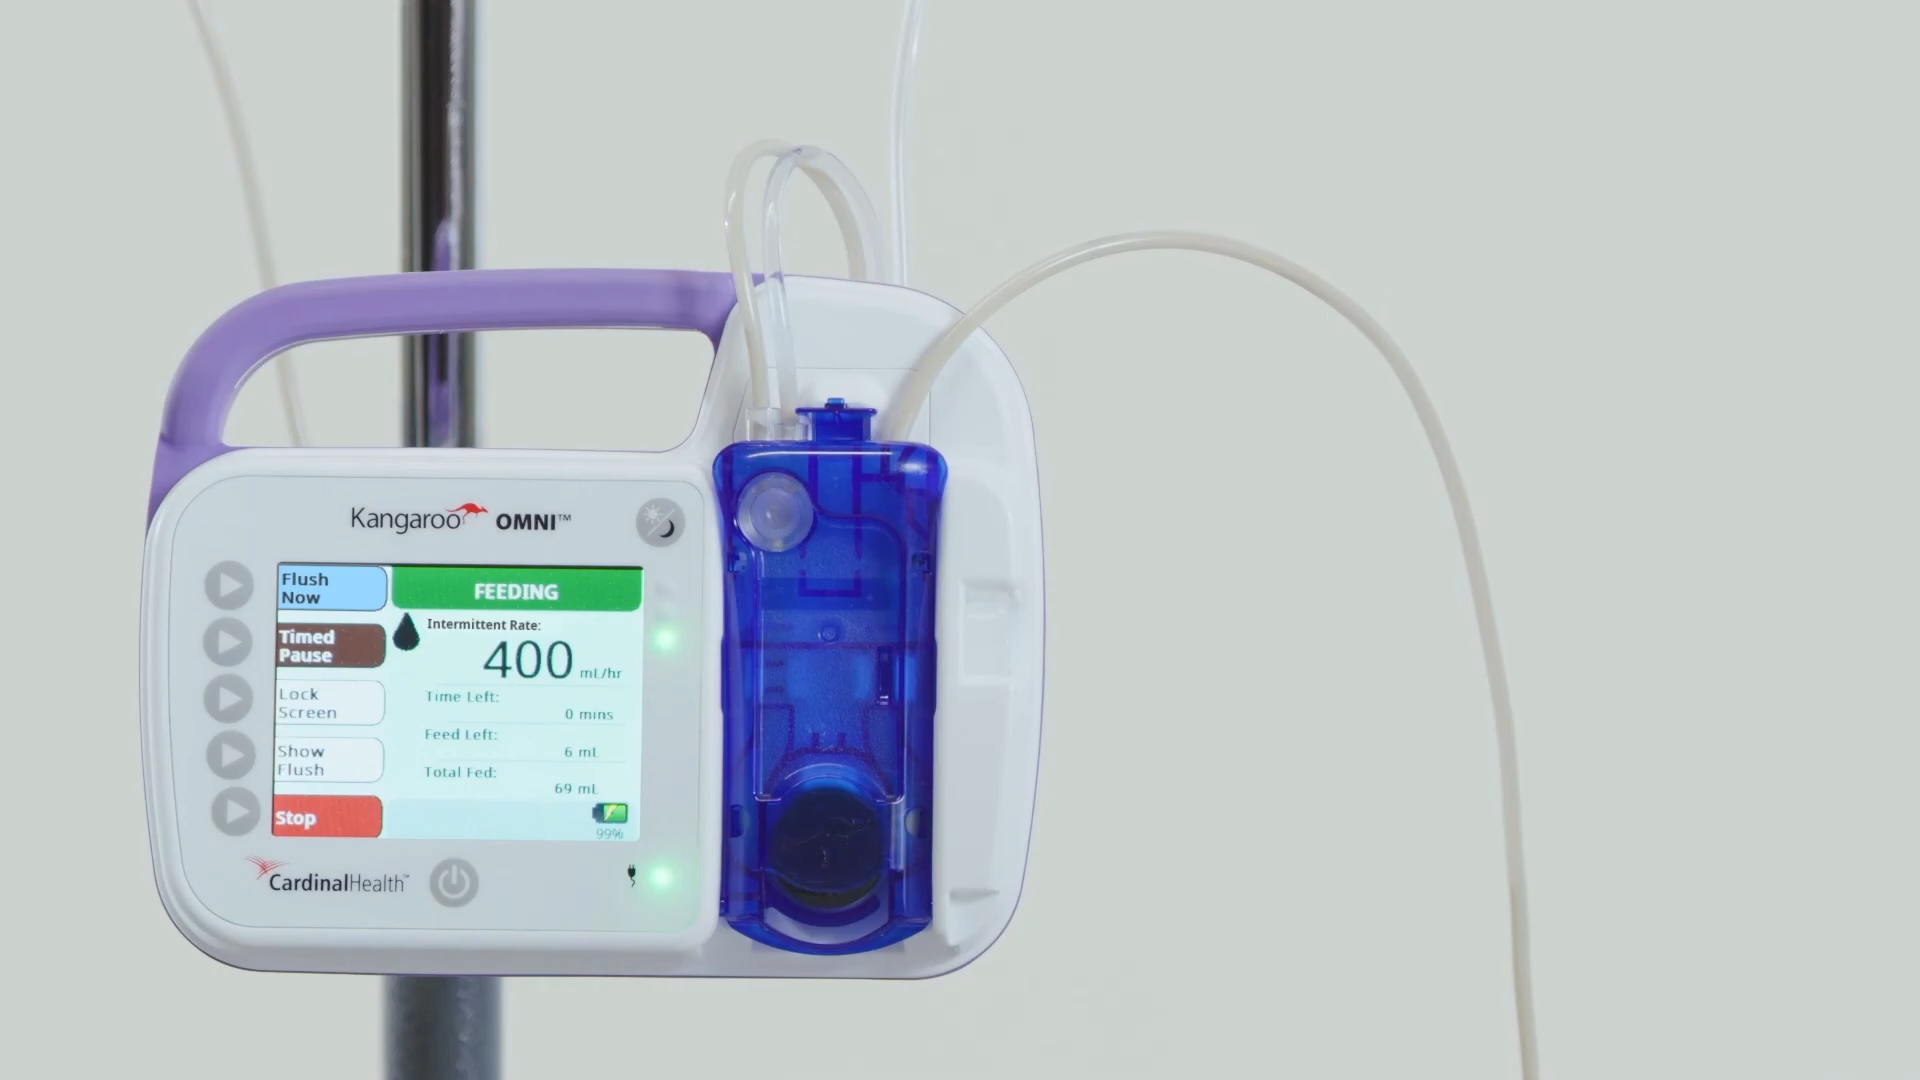 Kangaroo OMNI™
Flush
Now
FEEDING
Intermittent Rate:
400 mL/hr
Timed
Pause
Time Left:
0 mins
Lock
Screen
Feed Left:
6 mL
Show
Flush
Total Fed:
69 mL
Stop
99%
CardinalHealth™